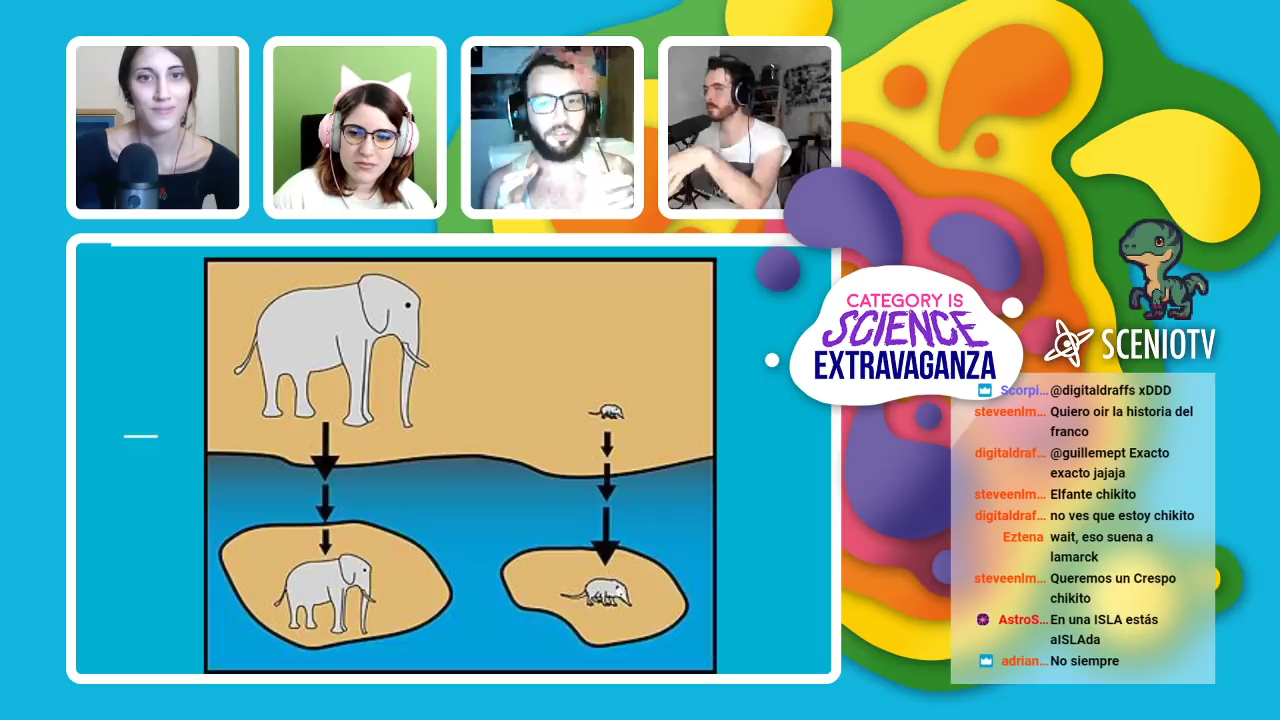 CATEGORY IS
SCIENCE
EXTRAVAGANZA
SCENIOTV
Scorpi... @digitaldraffs xDDD
steveenlm... Quiero oir la historia del
franco
digitaldraf... @guillemept Exacto
exacto jajaja
steveenlm... Elfante chikito
digitaldraf... no ves que estoy chikito
Eztena wait, eso suena a
lamarck
steveenlm... Queremos un Crespo
chikito
AstroS... En una ISLA estás
aISLAda
adrian... No siempre